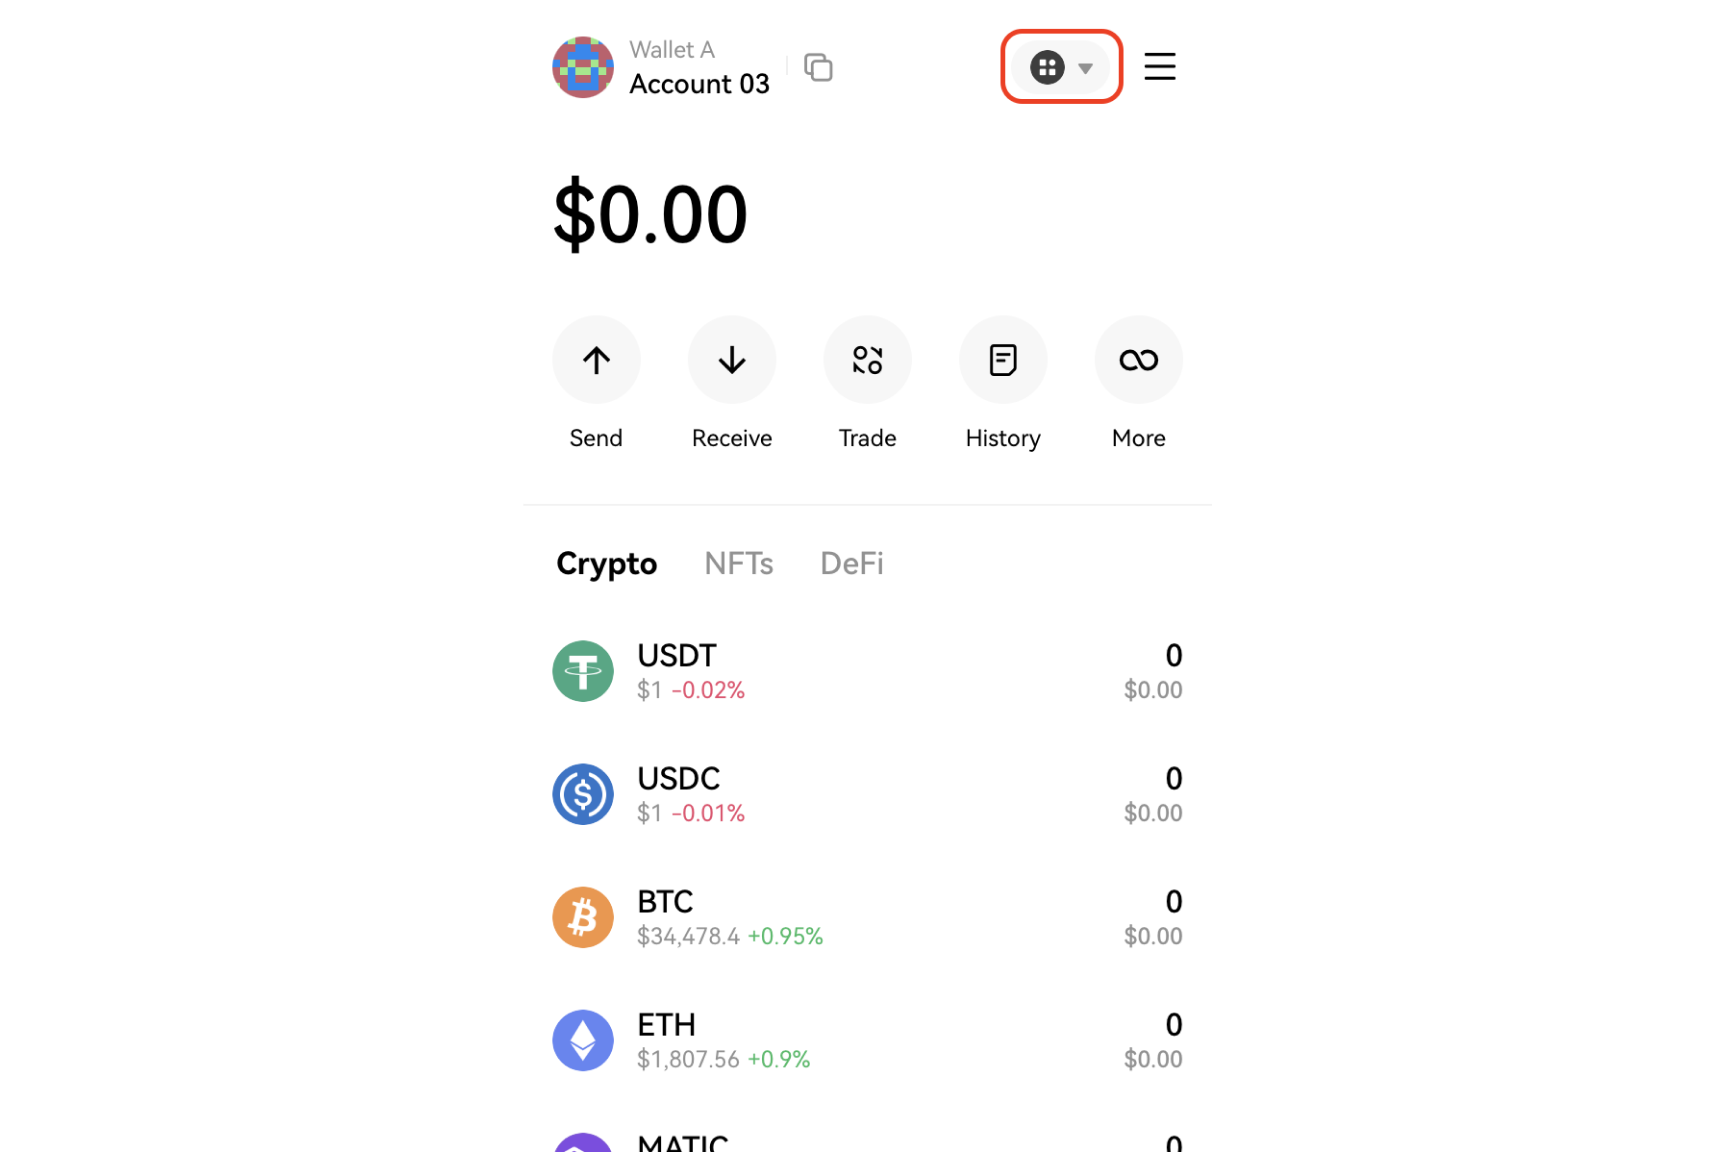 Wallet A
Account 03
$0.00
Send
Receive
Trade
History
More
Crypto
NFTs
DeFi
USDT
0
$1 -0.02%
$0.00
USDC
0
$1 -0.01%
$0.00
BTC
0
$34,478.4 +0.95%
$0.00
ETH
0
$1,807.56 +0.9%
$0.00
MATIC
0